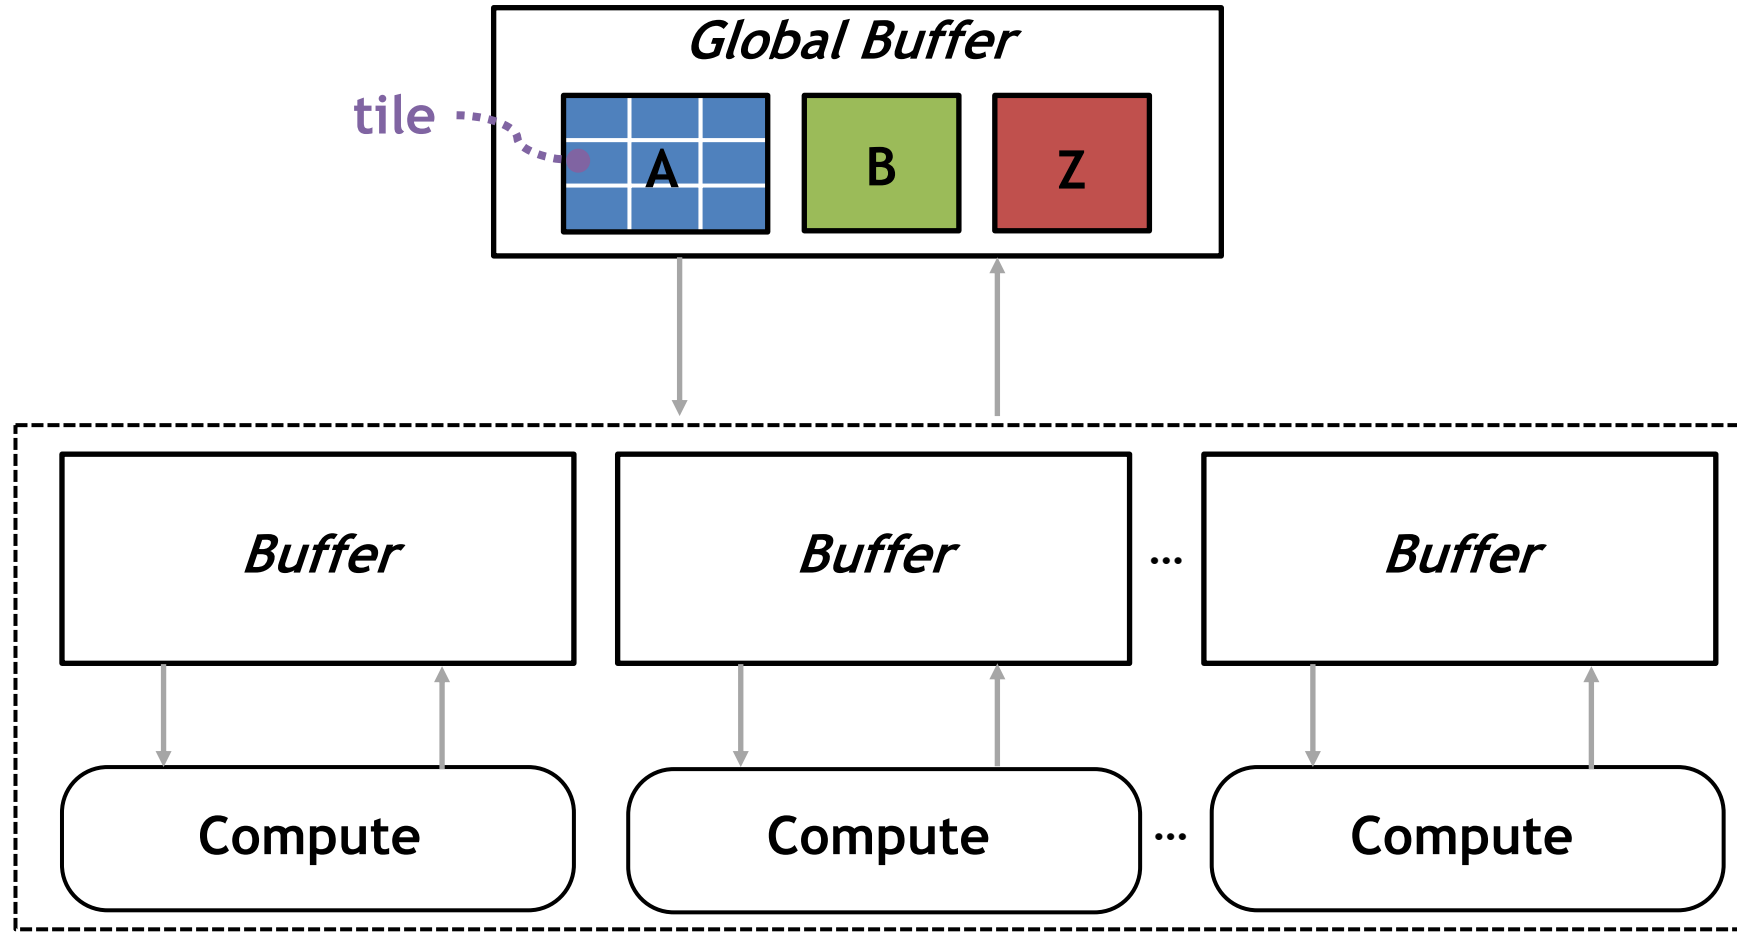 Global Buffer
tile
A
B
Z
Buffer
Buffer
...
Buffer
Compute
Compute
...
Compute